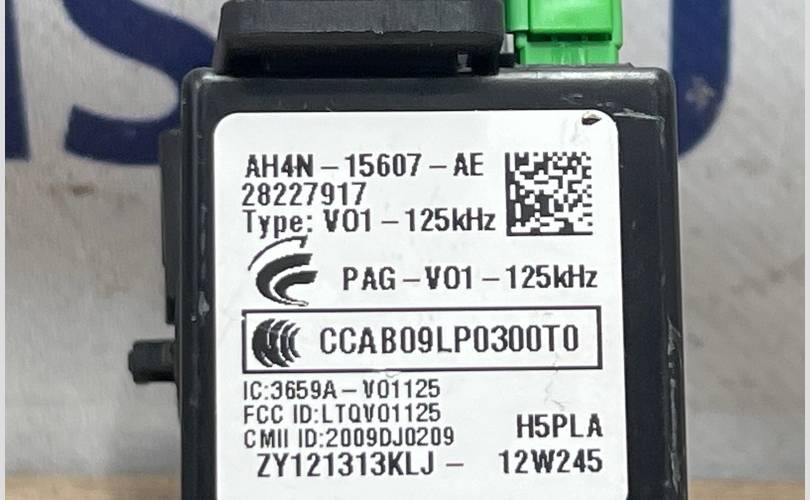 AH4N-15607-AE
28227917
Type: V01-125kHz
PAG-V01-125kHz
CCAB09LP0300T0
IC:3659A-V01125
FCC ID:LTQV01125
CMII ID:2009DJ0209
H5PLA
ZY121313KLJ- 12W245